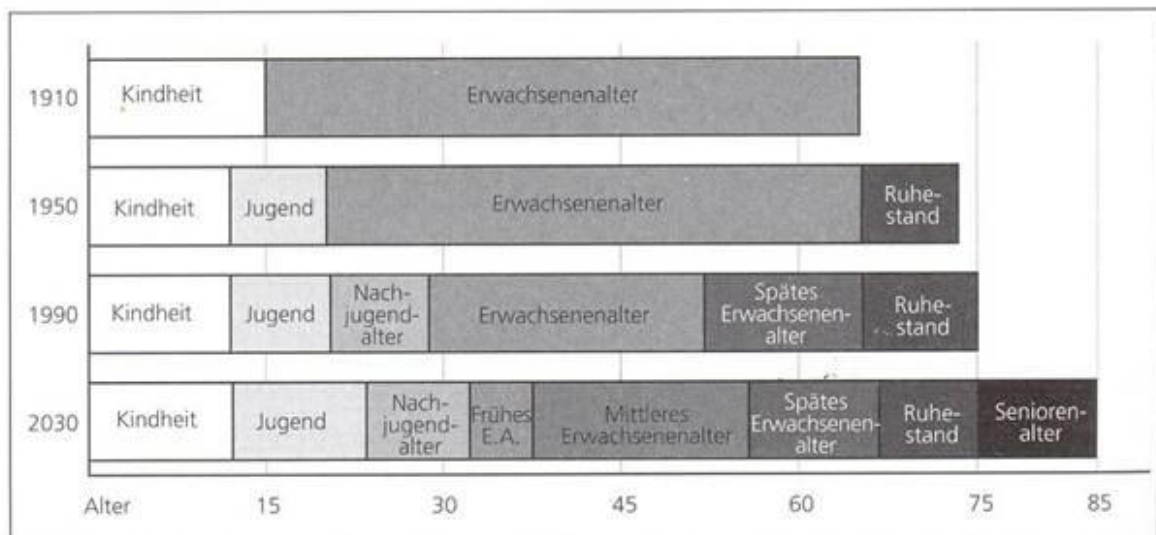 1910
Kindheit
Erwachsenenalter
1950
Kindheit
Jugend
Erwachsenenalter
Ruhe-
stand
1990
Kindheit
Jugend
Nach-
jugend-
alter
Erwachsenenalter
Spätes
Erwachsenen-
alter
Ruhe-
stand
2030
Kindheit
Jugend
Nach-
jugend-
alter
Frühes
E.A.
Mittleres
Erwachsenenalter
Spätes
Erwachsenen-
alter
Ruhe-
stand
Senioren-
alter
Alter 15 30 45 60 75 85